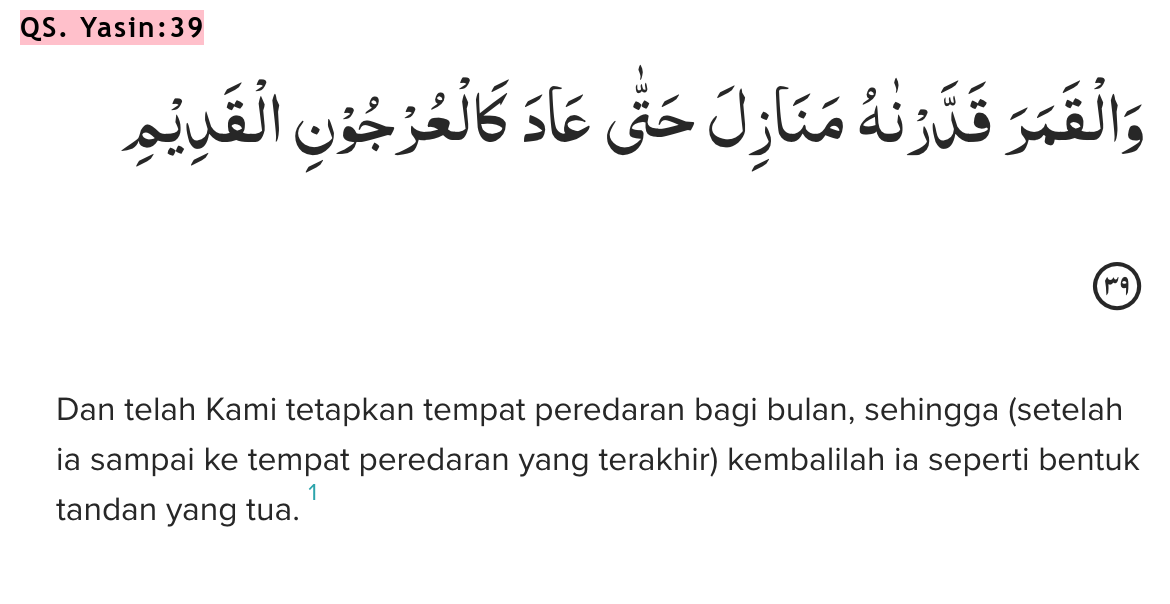 QS. Yasin:39
وَالْقَمَرَ قَدَّرْنٰهُ مَنَازِلَ حَتّٰى عَادَ كَالْعُرْجُوْنِ الْقَدِيْمِ
٣٩
Dan telah Kami tetapkan tempat peredaran bagi bulan, sehingga (setelah
ia sampai ke tempat peredaran yang terakhir) kembalilah ia seperti bentuk
tandan yang tua. 1